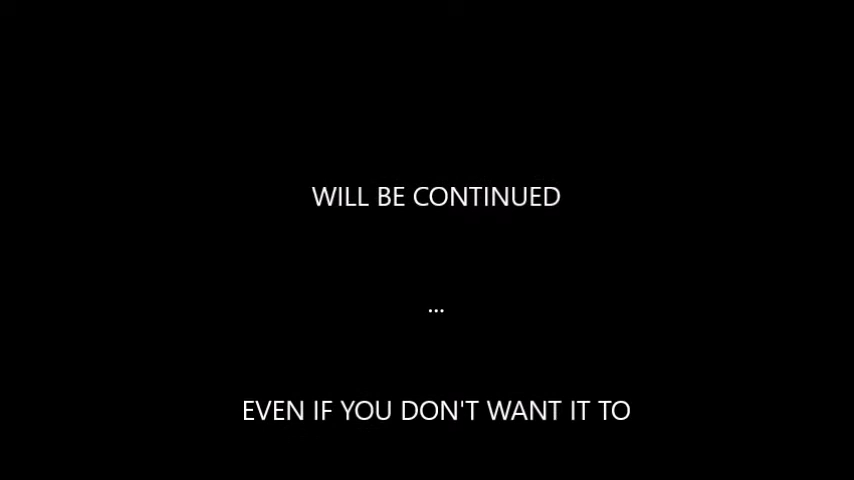 WILL BE CONTINUED
...
EVEN IF YOU DON'T WANT IT TO